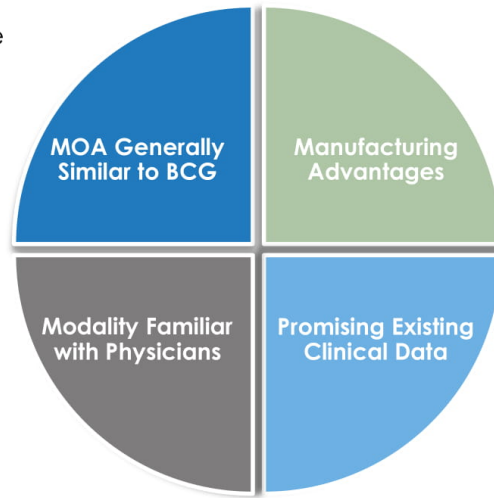 e
MOA Generally
Similar to BCG
Manufacturing
Advantages
Modality Familiar
with Physicians
Promising Existing
Clinical Data